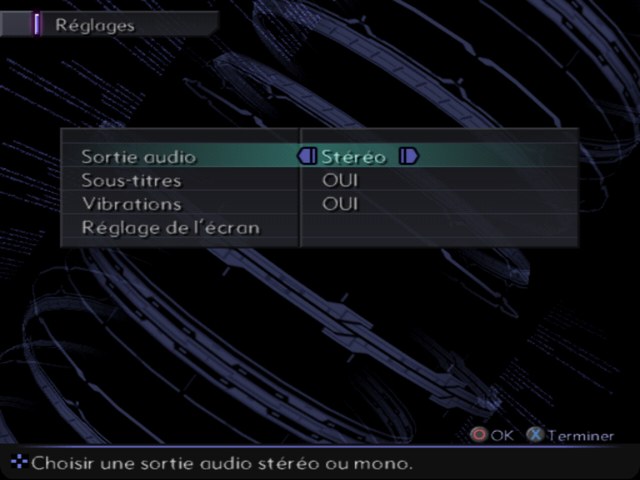 Réglages
Sortie audio Stéréo
Sous-titres OUI
Vibrations OUI
Réglage de l'écran
OK Terminer
Choisir une sortie audio stéréo ou mono.